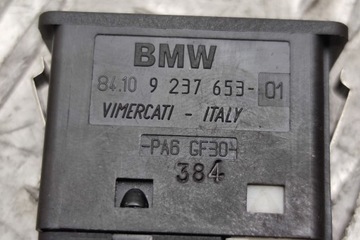 BMW
84.10 9 237 653-01
VIMERCATI - ITALY
>PA6 GF30<
384